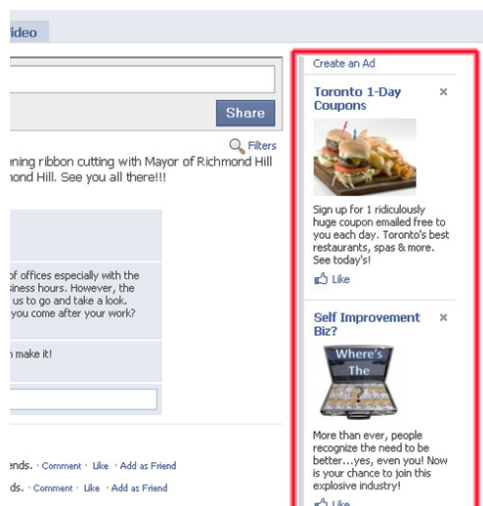 ideo
Share
Filters
ening ribbon cutting with Mayor of Richmond Hill
mond Hill. See you all there!!!
of offices especially with the
siness hours. However, the
us to go and take a look.
you come after your work?
make it!
ends. · Comment · Like · Add as Friend
ds. · Comment · Like · Add as Friend
Create an Ad
Toronto 1-Day
Coupons
Sign up for 1 ridiculously
huge coupon emailed free to
you each day. Toronto's best
restaurants, spas & more.
See today's!
Like
Self Improvement
Biz?
Where's
The
?
More than ever, people
recognize the need to be
better...yes, even you! Now
is your chance to join this
explosive industry!
Like